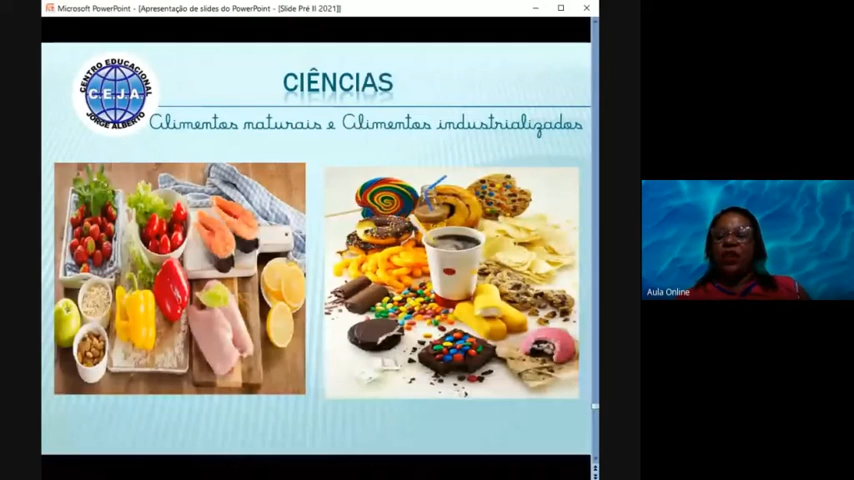 Microsoft PowerPoint - [Apresentação de slides do PowerPoint - [Slide Pré II 2021]]
CENTRO EDUCACIONAL
C.E.J.A
JORGE ALBERTO
CIÊNCIAS
Alimentos naturais e Alimentos industrializados
Aula Online